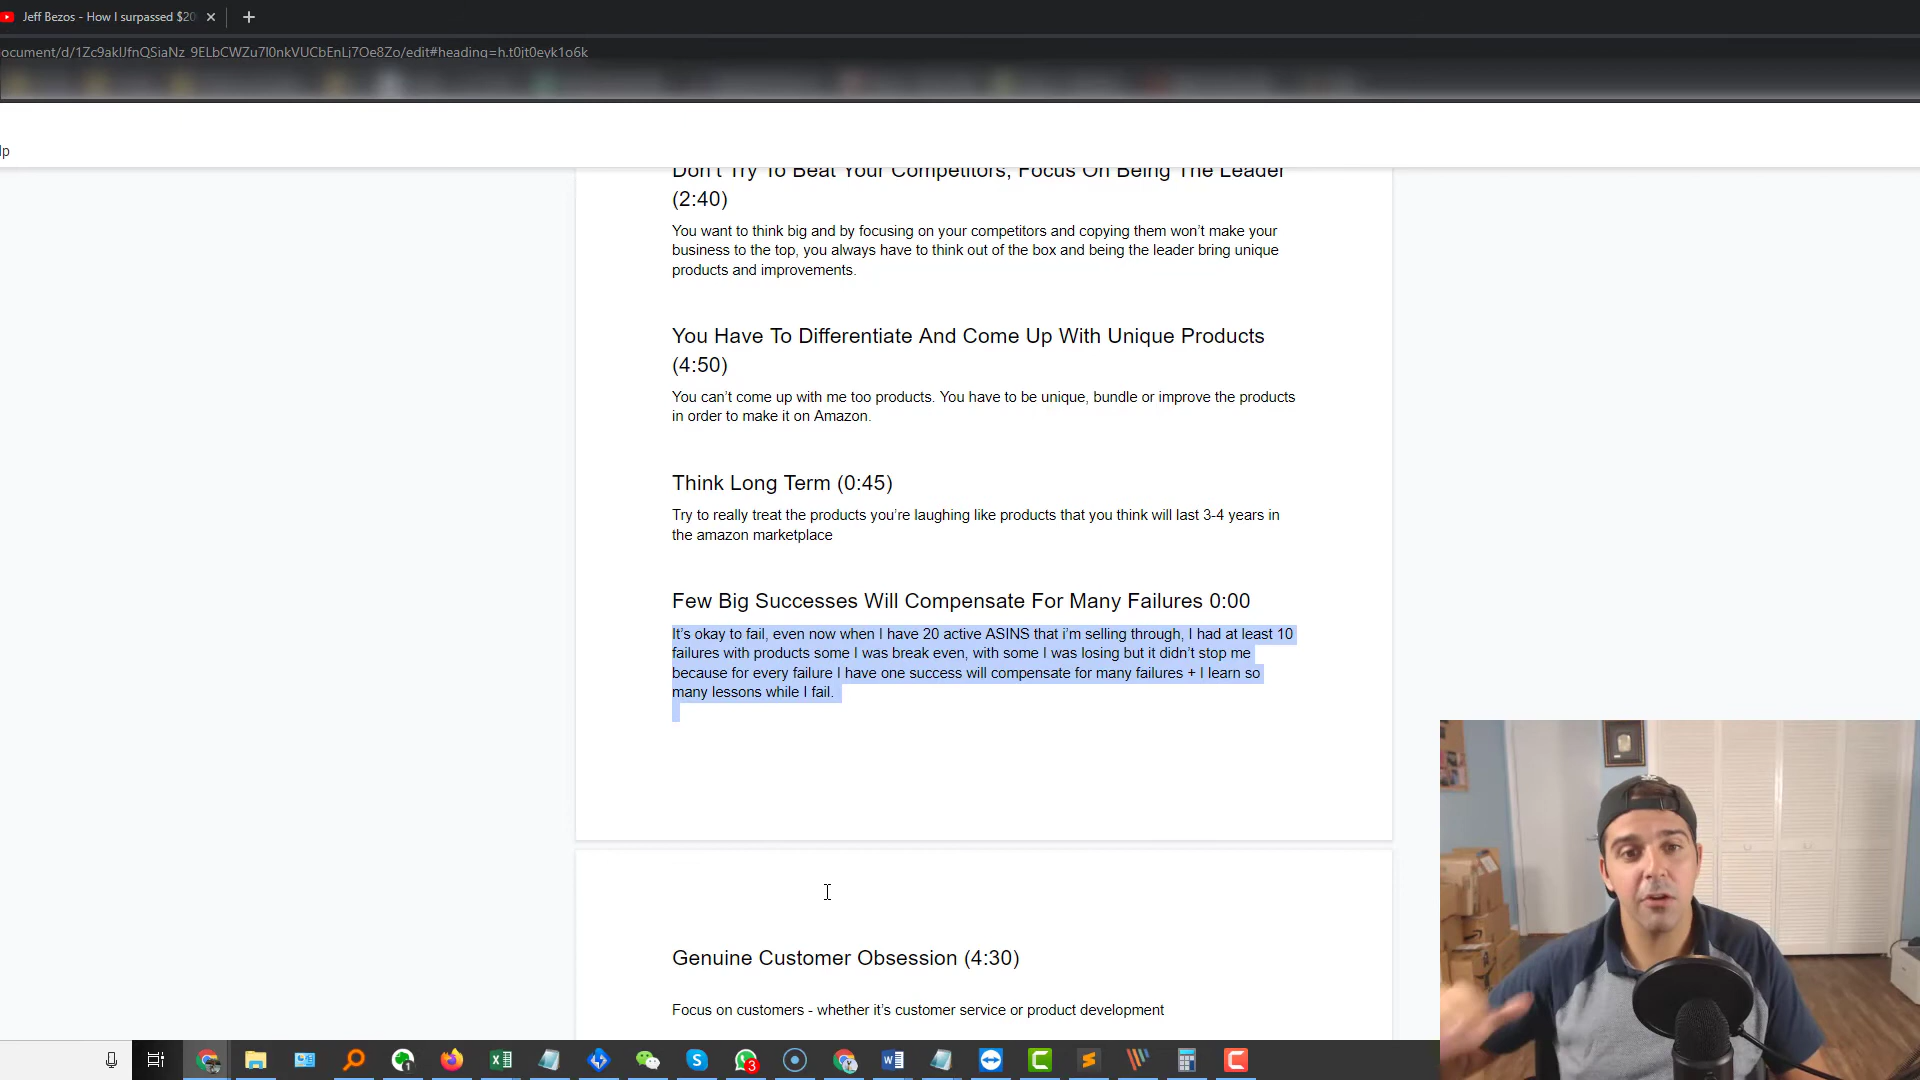 Jeff Bezos - How I surpassed $20
ocument/d/1Zc9aklJfnQSiaNz_9ELbCWZu7I0nkVUCbEnLj7Oe8Zo/edit#heading=h.t0jt0eyk1o6k
lp
Don't Try To Beat Your Competitors, Focus On Being The Leader
(2:40)
You want to think big and by focusing on your competitors and copying them won't make your
business to the top, you always have to think out of the box and being the leader bring unique
products and improvements.
You Have To Differentiate And Come Up With Unique Products
(4:50)
You can't come up with me too products. You have to be unique, bundle or improve the products
in order to make it on Amazon.
Think Long Term (0:45)
Try to really treat the products you're laughing like products that you think will last 3-4 years in
the amazon marketplace
Few Big Successes Will Compensate For Many Failures 0:00
It's okay to fail, even now when I have 20 active ASINS that i'm selling through, I had at least 10
failures with products some I was break even, with some I was losing but it didn't stop me
because for every failure I have one success will compensate for many failures + I learn so
many lessons while I fail.
Genuine Customer Obsession (4:30)
Focus on customers - whether it's customer service or product development